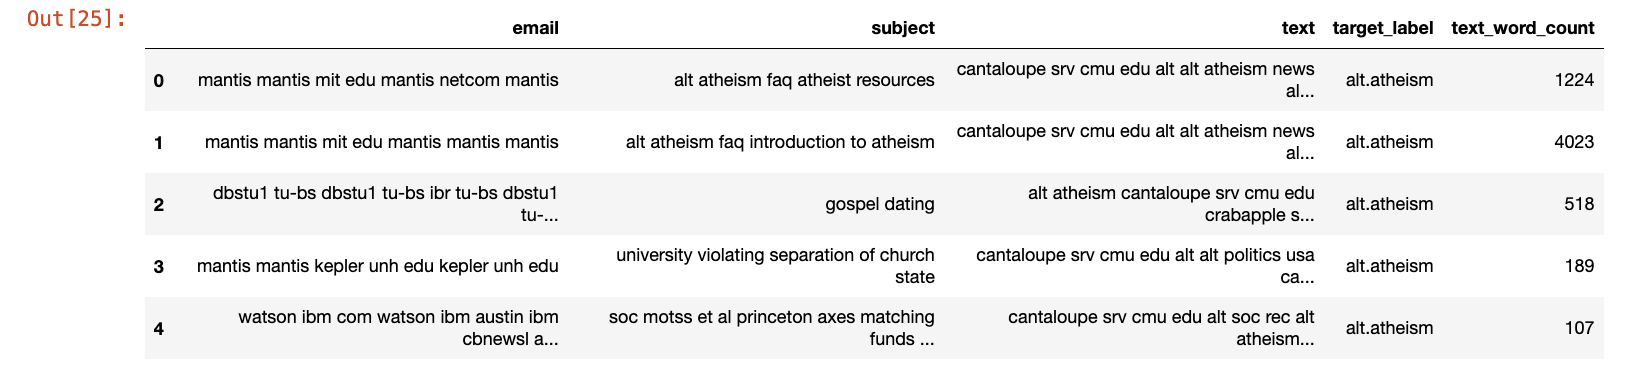 Out[25]:
email subject text target_label text_word_count
0 mantis mantis mit edu mantis netcom mantis alt atheism faq atheist resources cantaloupe srv cmu edu alt alt atheism news al... alt.atheism 1224
1 mantis mantis mit edu mantis mantis mantis alt atheism faq introduction to atheism cantaloupe srv cmu edu alt alt atheism news al... alt.atheism 4023
2 dbstu1 tu-bs dbstu1 tu-bs ibr tu-bs dbstu1 tu-... gospel dating alt atheism cantaloupe srv cmu edu crabapple s... alt.atheism 518
3 mantis mantis kepler unh edu kepler unh edu university violating separation of church state cantaloupe srv cmu edu alt alt politics usa ca... alt.atheism 189
4 watson ibm com watson ibm austin ibm cbnewsl a... soc motss et al princeton axes matching funds ... cantaloupe srv cmu edu alt soc rec alt atheism... alt.atheism 107